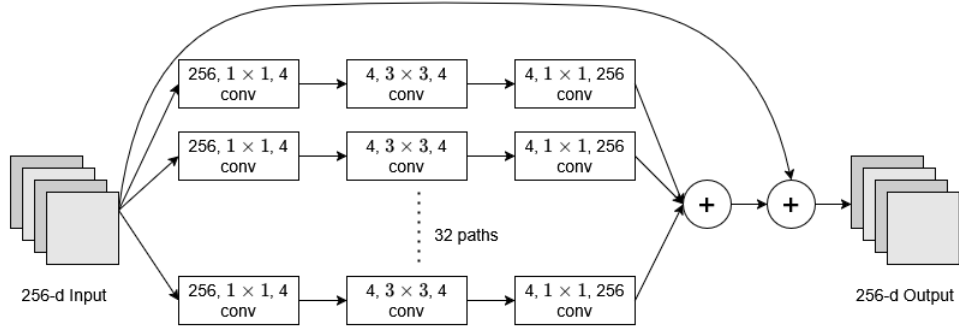 256, 1 × 1, 4
conv
4, 3 × 3, 4
conv
4, 1 × 1, 256
conv
256, 1 × 1, 4
conv
4, 3 × 3, 4
conv
4, 1 × 1, 256
conv
+
+
32 paths
256, 1 × 1, 4
conv
4, 3 × 3, 4
conv
4, 1 × 1, 256
conv
256-d Input
256-d Output